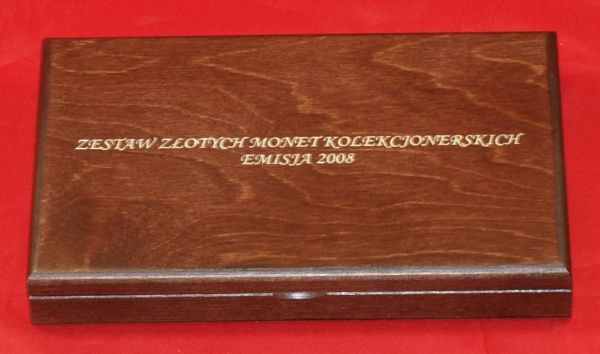 ZESTAW ZŁOTYCH MONET KOLEKCJONERSKICH
EMISJA 2008